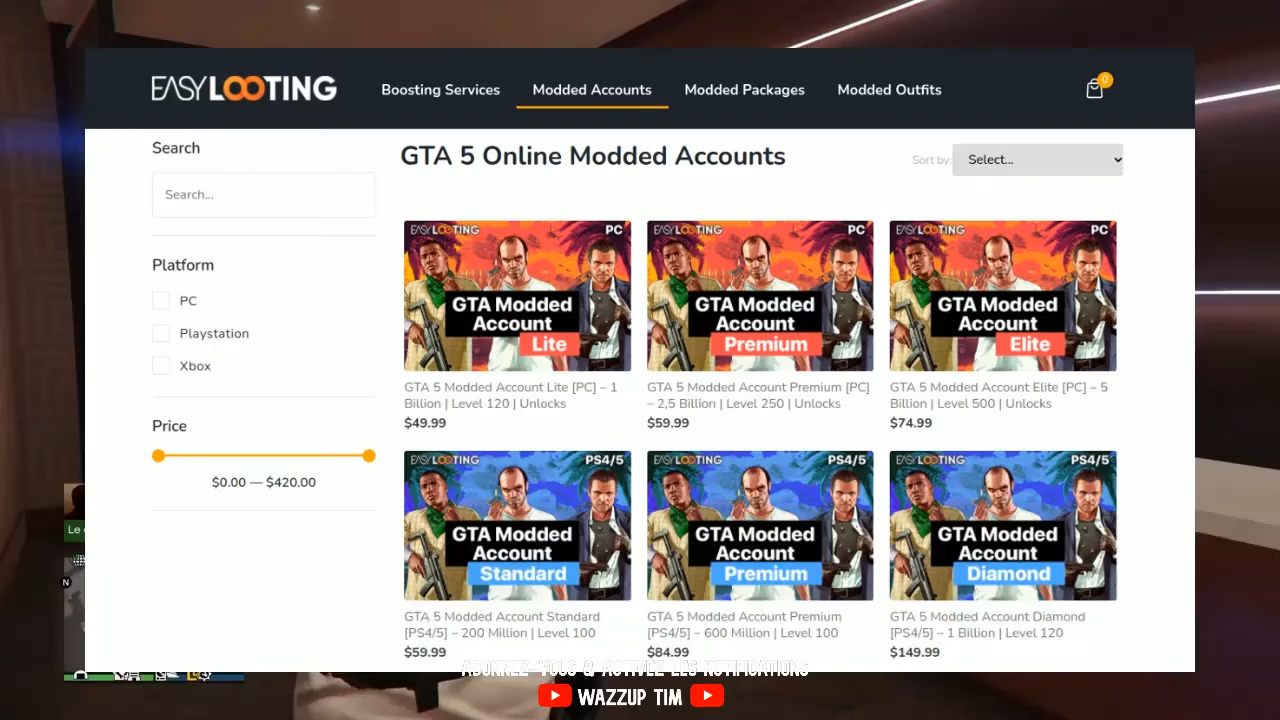 EASYLOOTING
Boosting Services
Modded Accounts
Modded Packages
Modded Outfits
0
Search
Search...
Platform
PC
Playstation
Xbox
Price
$0.00 — $420.00
GTA 5 Online Modded Accounts
Sort by:
Select...
EASYLOOTING PC
GTA Modded
Account
Lite
GTA 5 Modded Account Lite [PC] – 1
Billion | Level 120 | Unlocks
$49.99
EASYLOOTING PC
GTA Modded
Account
Premium
GTA 5 Modded Account Premium [PC]
– 2,5 Billion | Level 250 | Unlocks
$59.99
EASYLOOTING PC
GTA Modded
Account
Elite
GTA 5 Modded Account Elite [PC] – 5
Billion | Level 500 | Unlocks
$74.99
EASYLOOTING PS4/5
GTA Modded
Account
Standard
GTA 5 Modded Account Standard
[PS4/5] – 200 Million | Level 100
$59.99
EASYLOOTING PS4/5
GTA Modded
Account
Premium
GTA 5 Modded Account Premium
[PS4/5] – 600 Million | Level 100
$84.99
EASYLOOTING PS4/5
GTA Modded
Account
Diamond
GTA 5 Modded Account Diamond
[PS4/5] – 1 Billion | Level 120
$149.99
Le
N
ABONNEZ-VOUS & ACTIVEZ LES NOTIFICATIONS
WAZZUP TIM